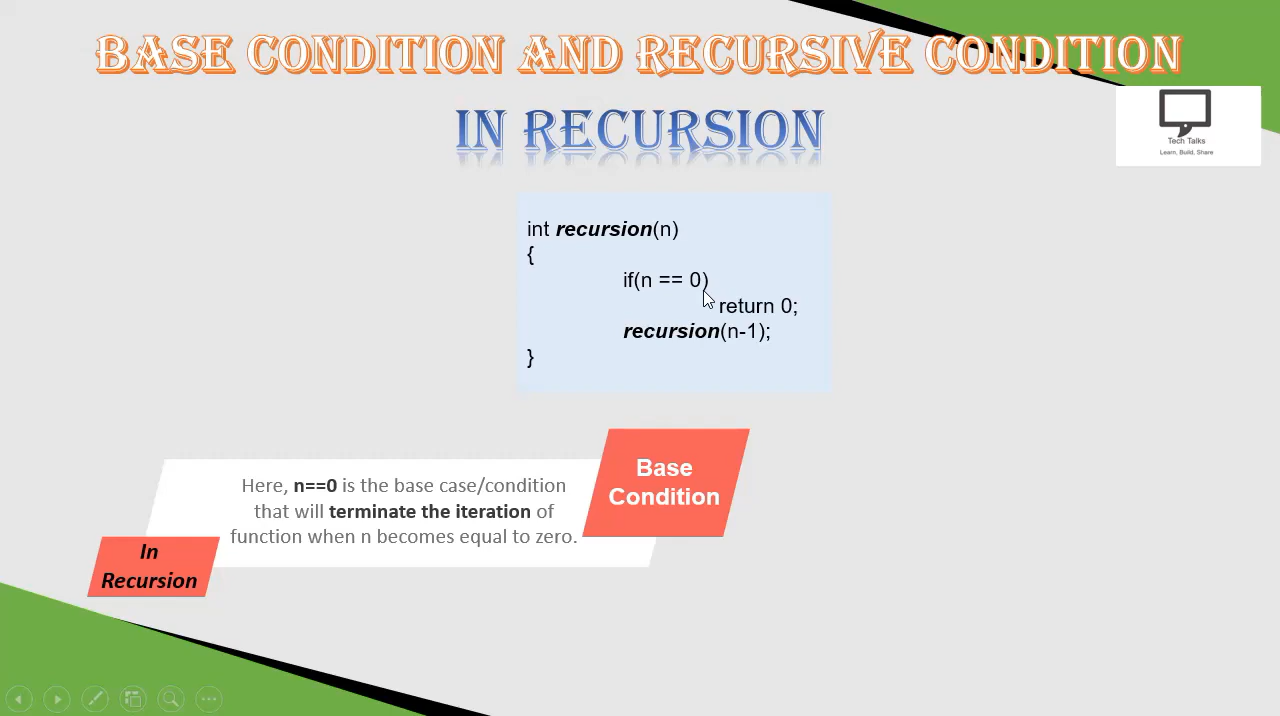 BASE CONDITION AND RECURSIVE CONDITION
IN RECURSION
Tech Talks
Learn, Build, Share
int recursion(n)
{
if(n == 0)
return 0;
recursion(n-1);
}
Base
Condition
Here, n==0 is the base case/condition
that will terminate the iteration of
function when n becomes equal to zero.
In
Recursion